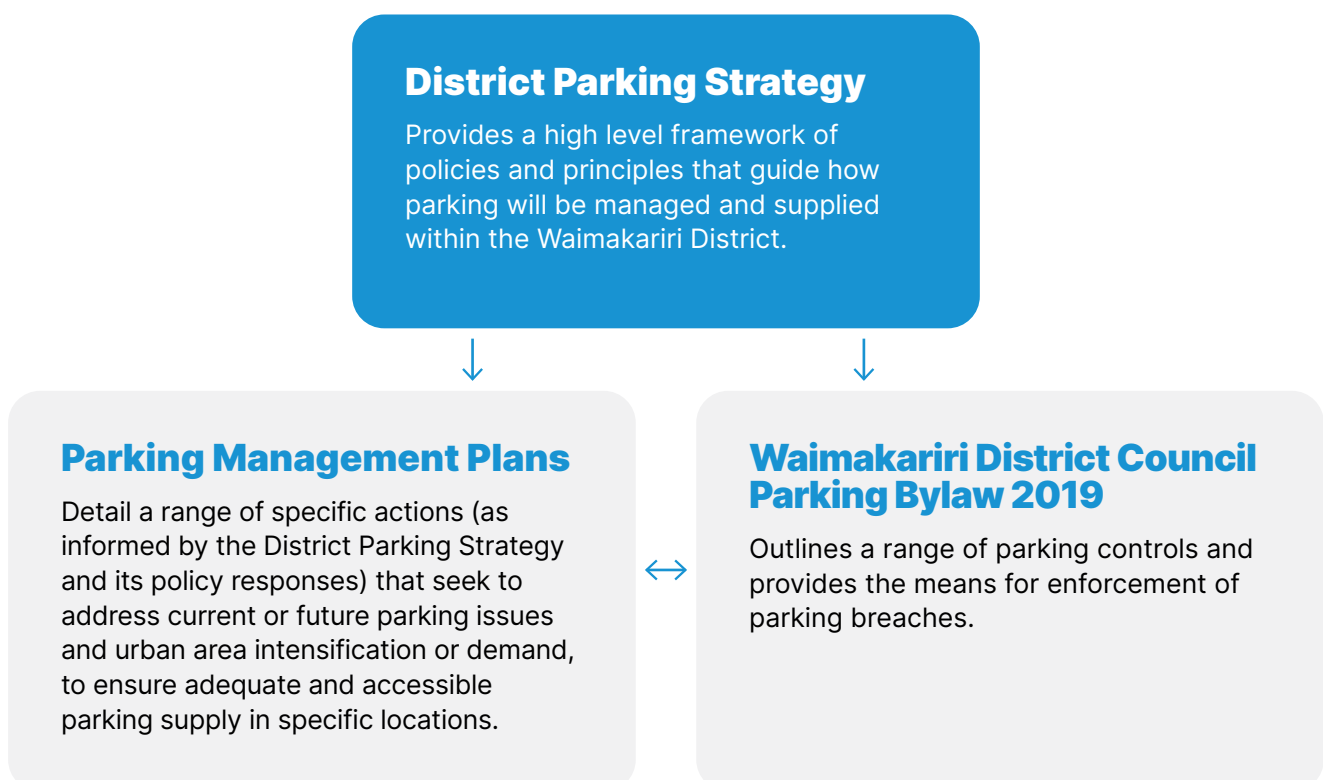 District Parking Strategy
Provides a high level framework of
policies and principles that guide how
parking will be managed and supplied
within the Waimakariri District.
Parking Management Plans
Detail a range of specific actions (as
informed by the District Parking Strategy
and its policy responses) that seek to
address current or future parking issues
and urban area intensification or demand,
to ensure adequate and accessible
parking supply in specific locations.
Waimakariri District Council
Parking Bylaw 2019
Outlines a range of parking controls and
provides the means for enforcement of
parking breaches.